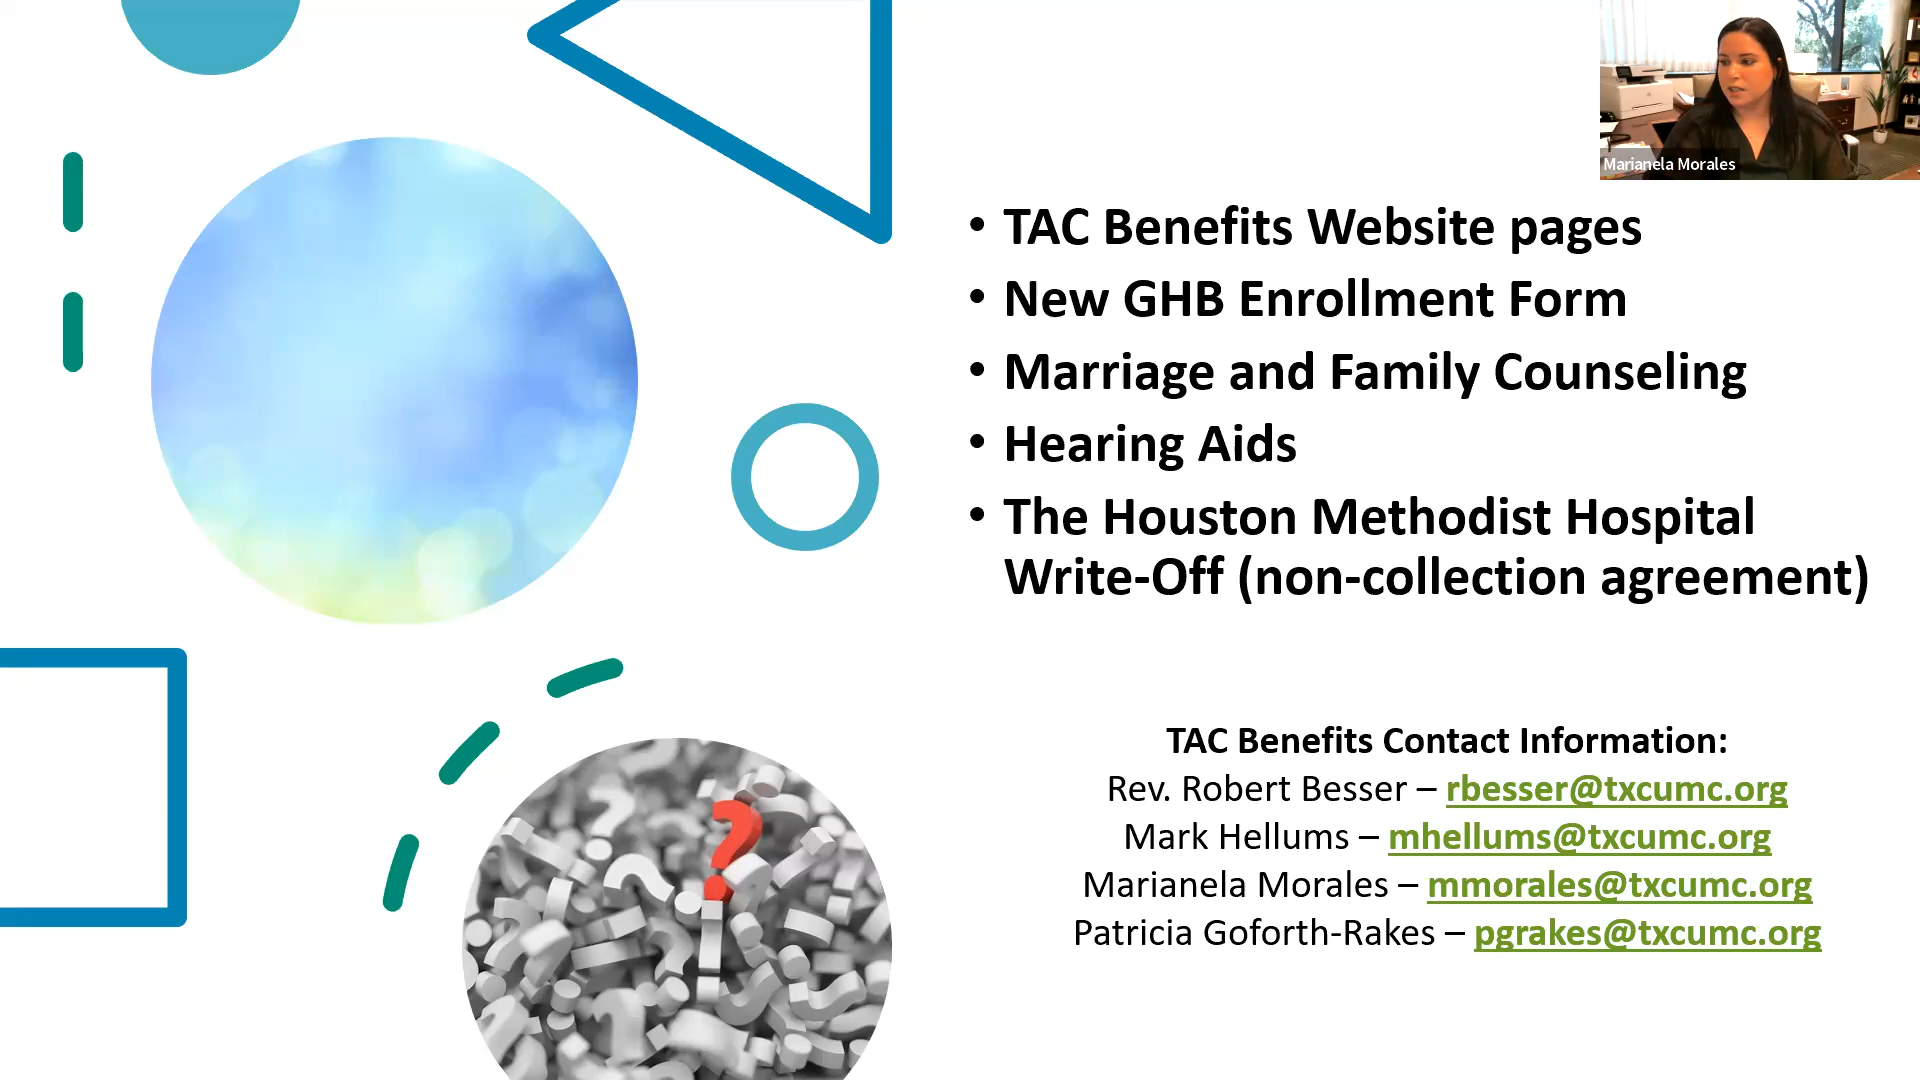 Marianela Morales
• TAC Benefits Website pages
• New GHB Enrollment Form
• Marriage and Family Counseling
• Hearing Aids
• The Houston Methodist Hospital
Write-Off (non-collection agreement)
TAC Benefits Contact Information:
Rev. Robert Besser – rbesser@txcumc.org
Mark Hellums – mhellums@txcumc.org
Marianela Morales – mmorales@txcumc.org
Patricia Goforth-Rakes – pgrakes@txcumc.org